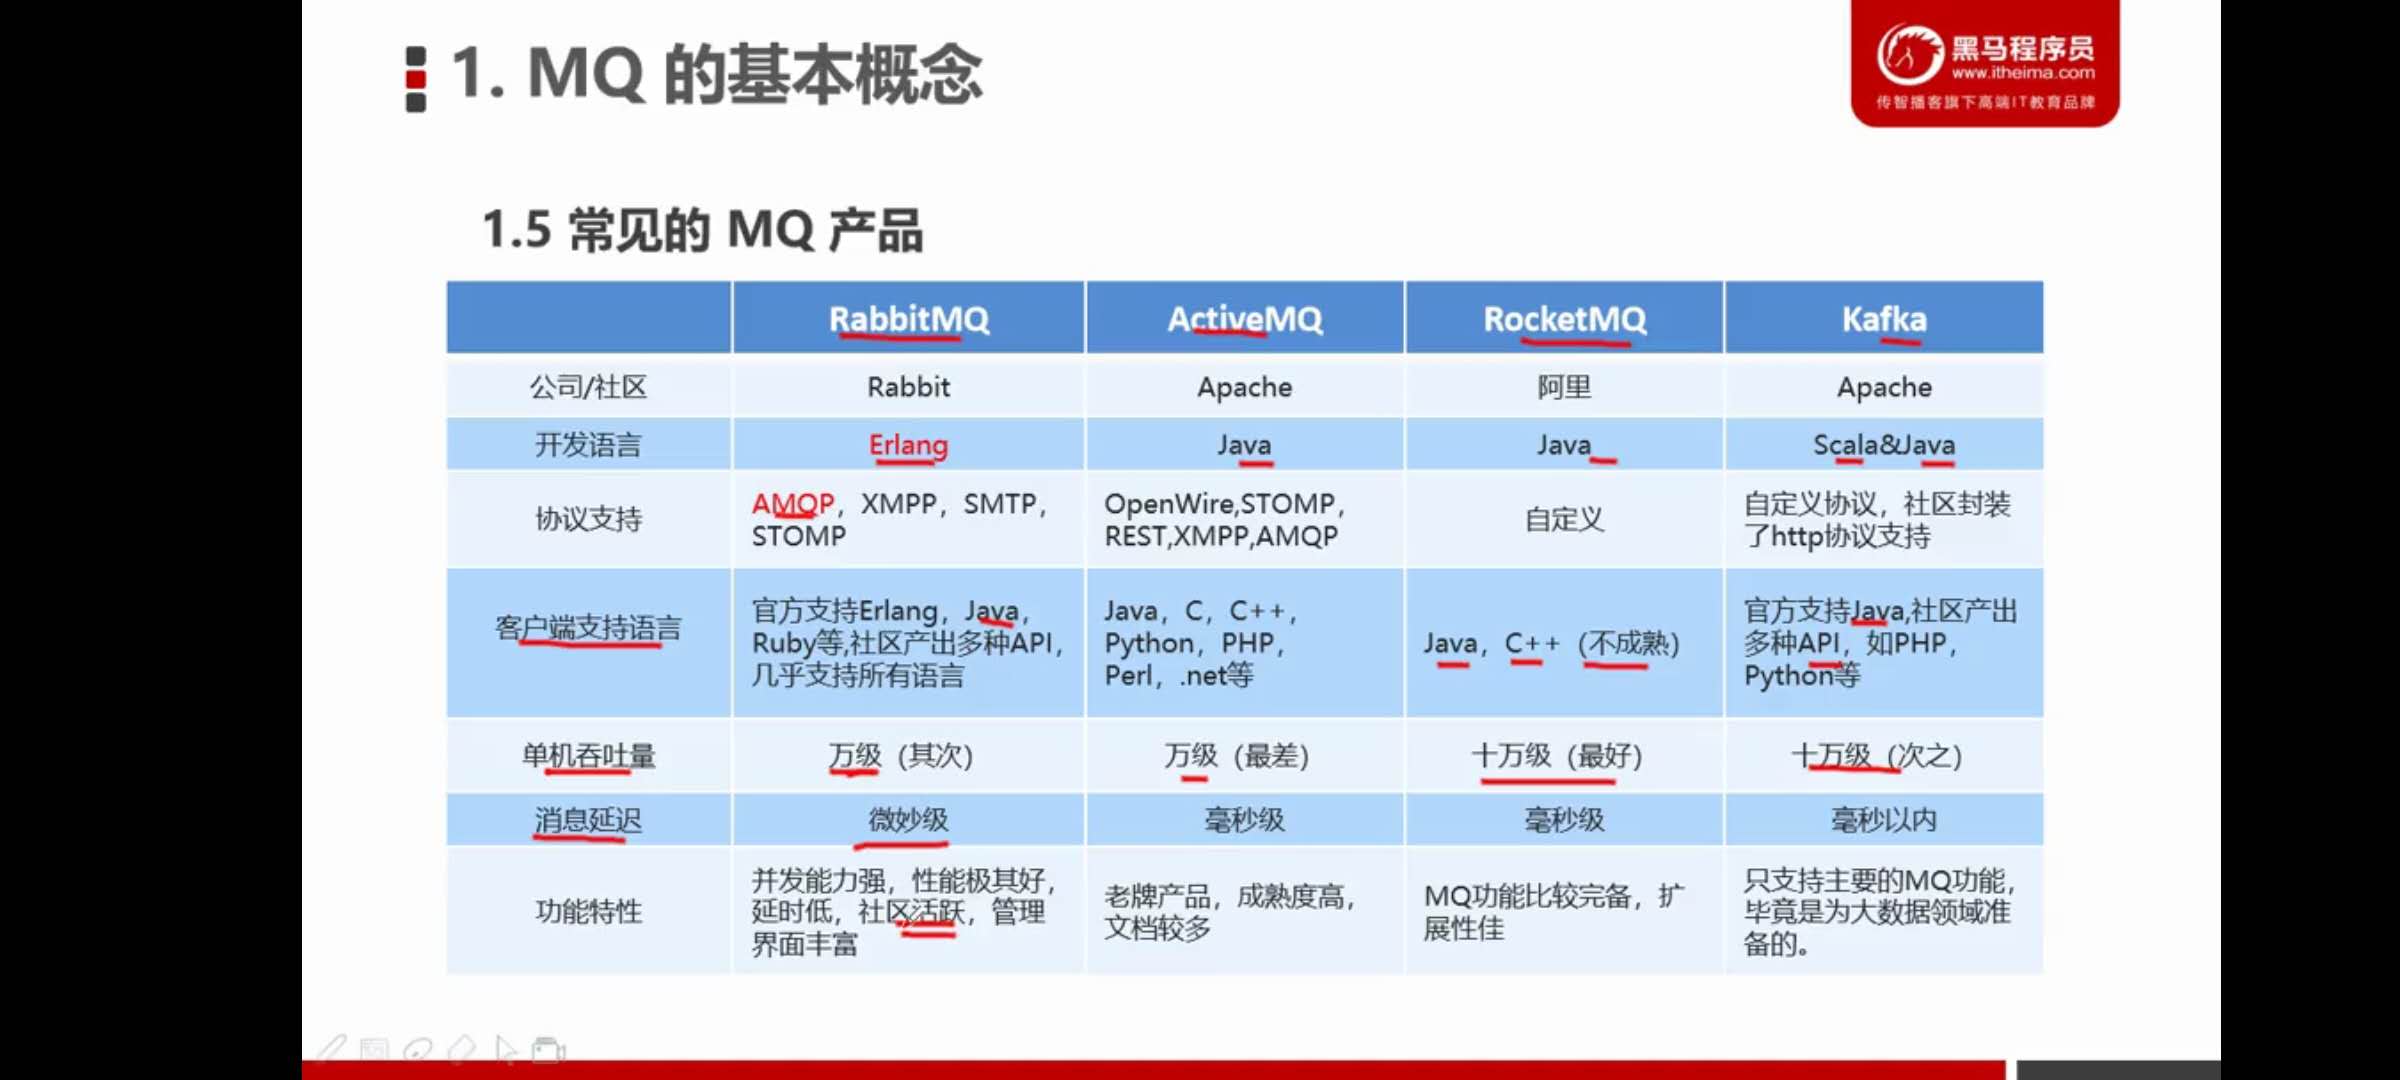 1. MQ 的基本概念
黑马程序员
www.itheima.com
传智播客旗下高端IT教育品牌
1.5 常见的 MQ 产品
RabbitMQ ActiveMQ RocketMQ Kafka
公司/社区 Rabbit Apache 阿里 Apache
开发语言 Erlang Java Java Scala&Java
协议支持
AMQP，XMPP，SMTP，
STOMP
OpenWire,STOMP，
REST,XMPP,AMQP
自定义
自定义协议，社区封装
了http协议支持
客户端支持语言
官方支持Erlang，Java，
Ruby等,社区产出多种API，
几乎支持所有语言
Java，C，C++，
Python，PHP，
Perl，.net等
Java，C++（不成熟）
官方支持Java,社区产出
多种API，如PHP，
Python等
单机吞吐量 万级（其次） 万级（最差） 十万级（最好） 十万级（次之）
消息延迟 微妙级 毫秒级 毫秒级 毫秒以内
功能特性
并发能力强，性能极其好，
延时低，社区活跃，管理
界面丰富
老牌产品，成熟度高，
文档较多
MQ功能比较完备，扩
展性佳
只支持主要的MQ功能，
毕竟是为大数据领域准
备的。